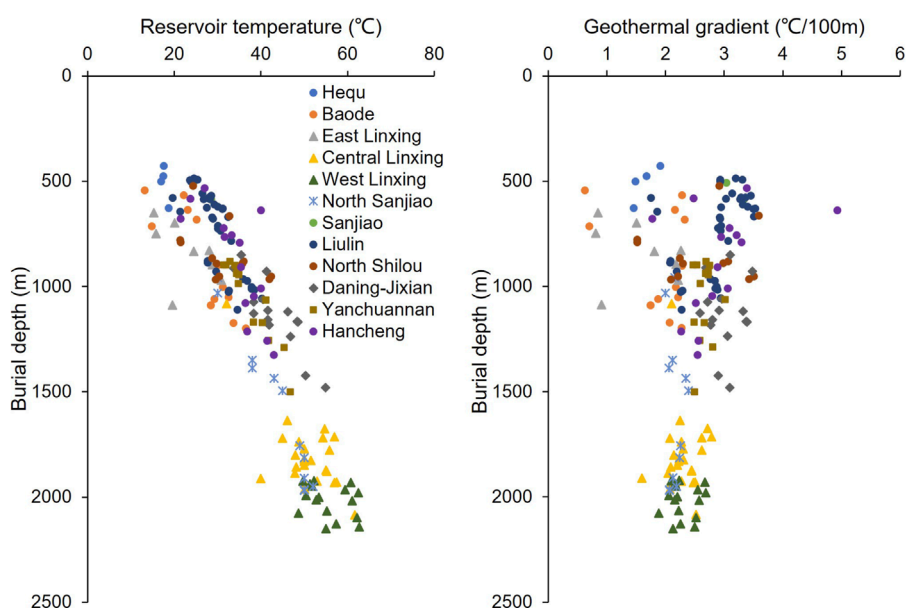 Reservoir temperature (℃)
0 20 40 60 80
0
500
1000
1500
2000
2500
Burial depth (m)
Hequ
Baode
East Linxing
Central Linxing
West Linxing
North Sanjiao
Sanjiao
Liulin
North Shilou
Daning-Jixian
Yanchuannan
Hancheng
Geothermal gradient (℃/100m)
0 1 2 3 4 5 6
0
500
1000
1500
2000
2500
Burial depth (m)